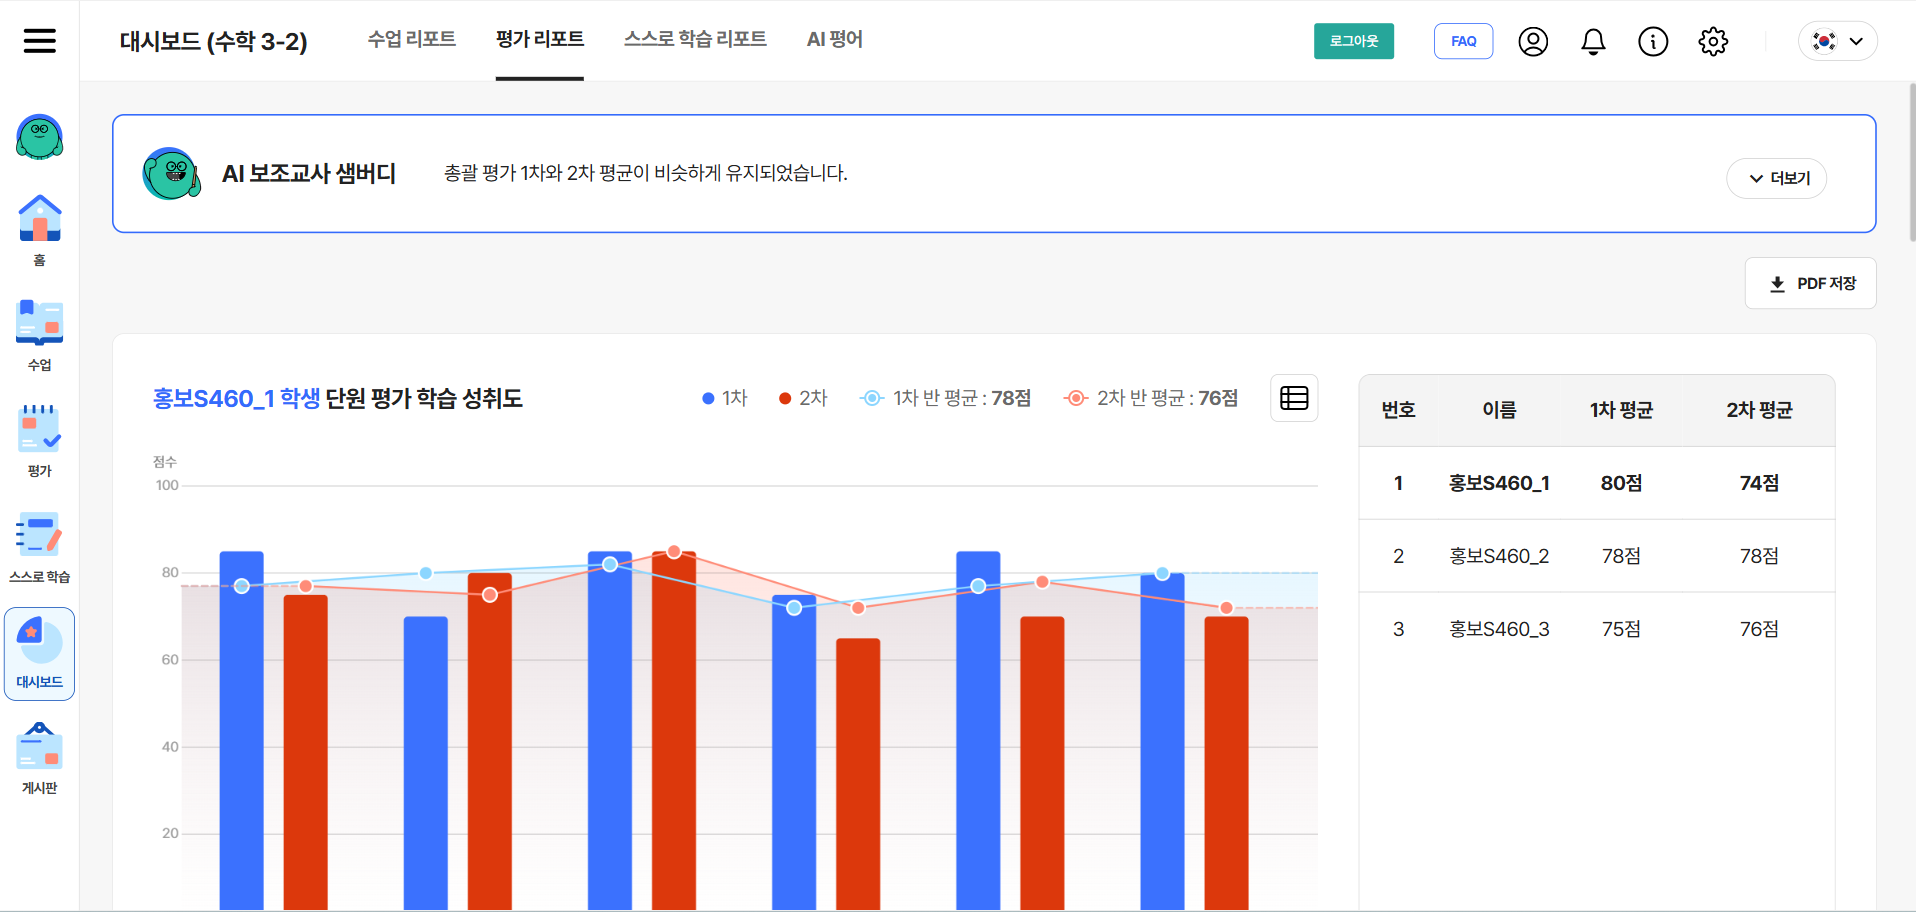 대시보드 (수학 3-2)
수업 리포트
평가 리포트
스스로 학습 리포트
AI 평어
로그아웃
FAQ
홈
수업
평가
스스로 학습
대시보드
게시판
AI 보조교사 샘버디
총괄 평가 1차와 2차 평균이 비슷하게 유지되었습니다.
더보기
PDF 저장
홍보S460_1 학생 단원 평가 학습 성취도
1차
2차
1차 반 평균 : 78점
2차 반 평균 : 76점
점수
100
80
60
40
20
번호 이름 1차 평균 2차 평균
1 홍보S460_1 80점 74점
2 홍보S460_2 78점 78점
3 홍보S460_3 75점 76점